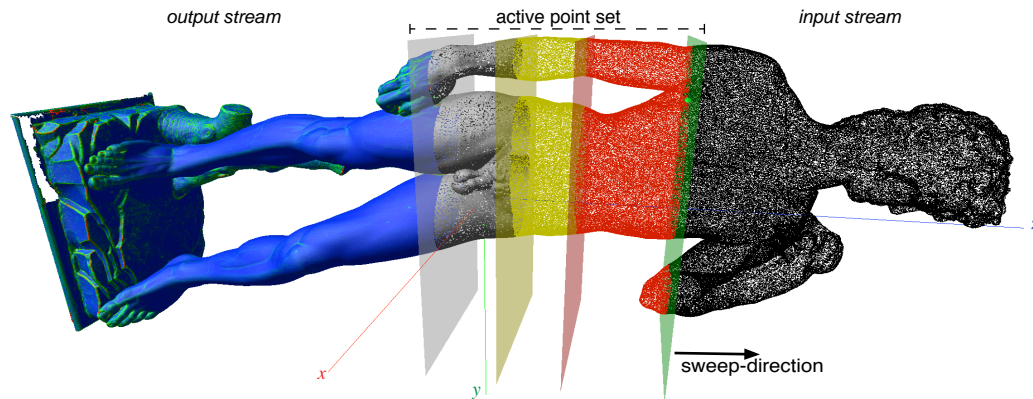 output stream
active point set
input stream
z
sweep-direction
x
y